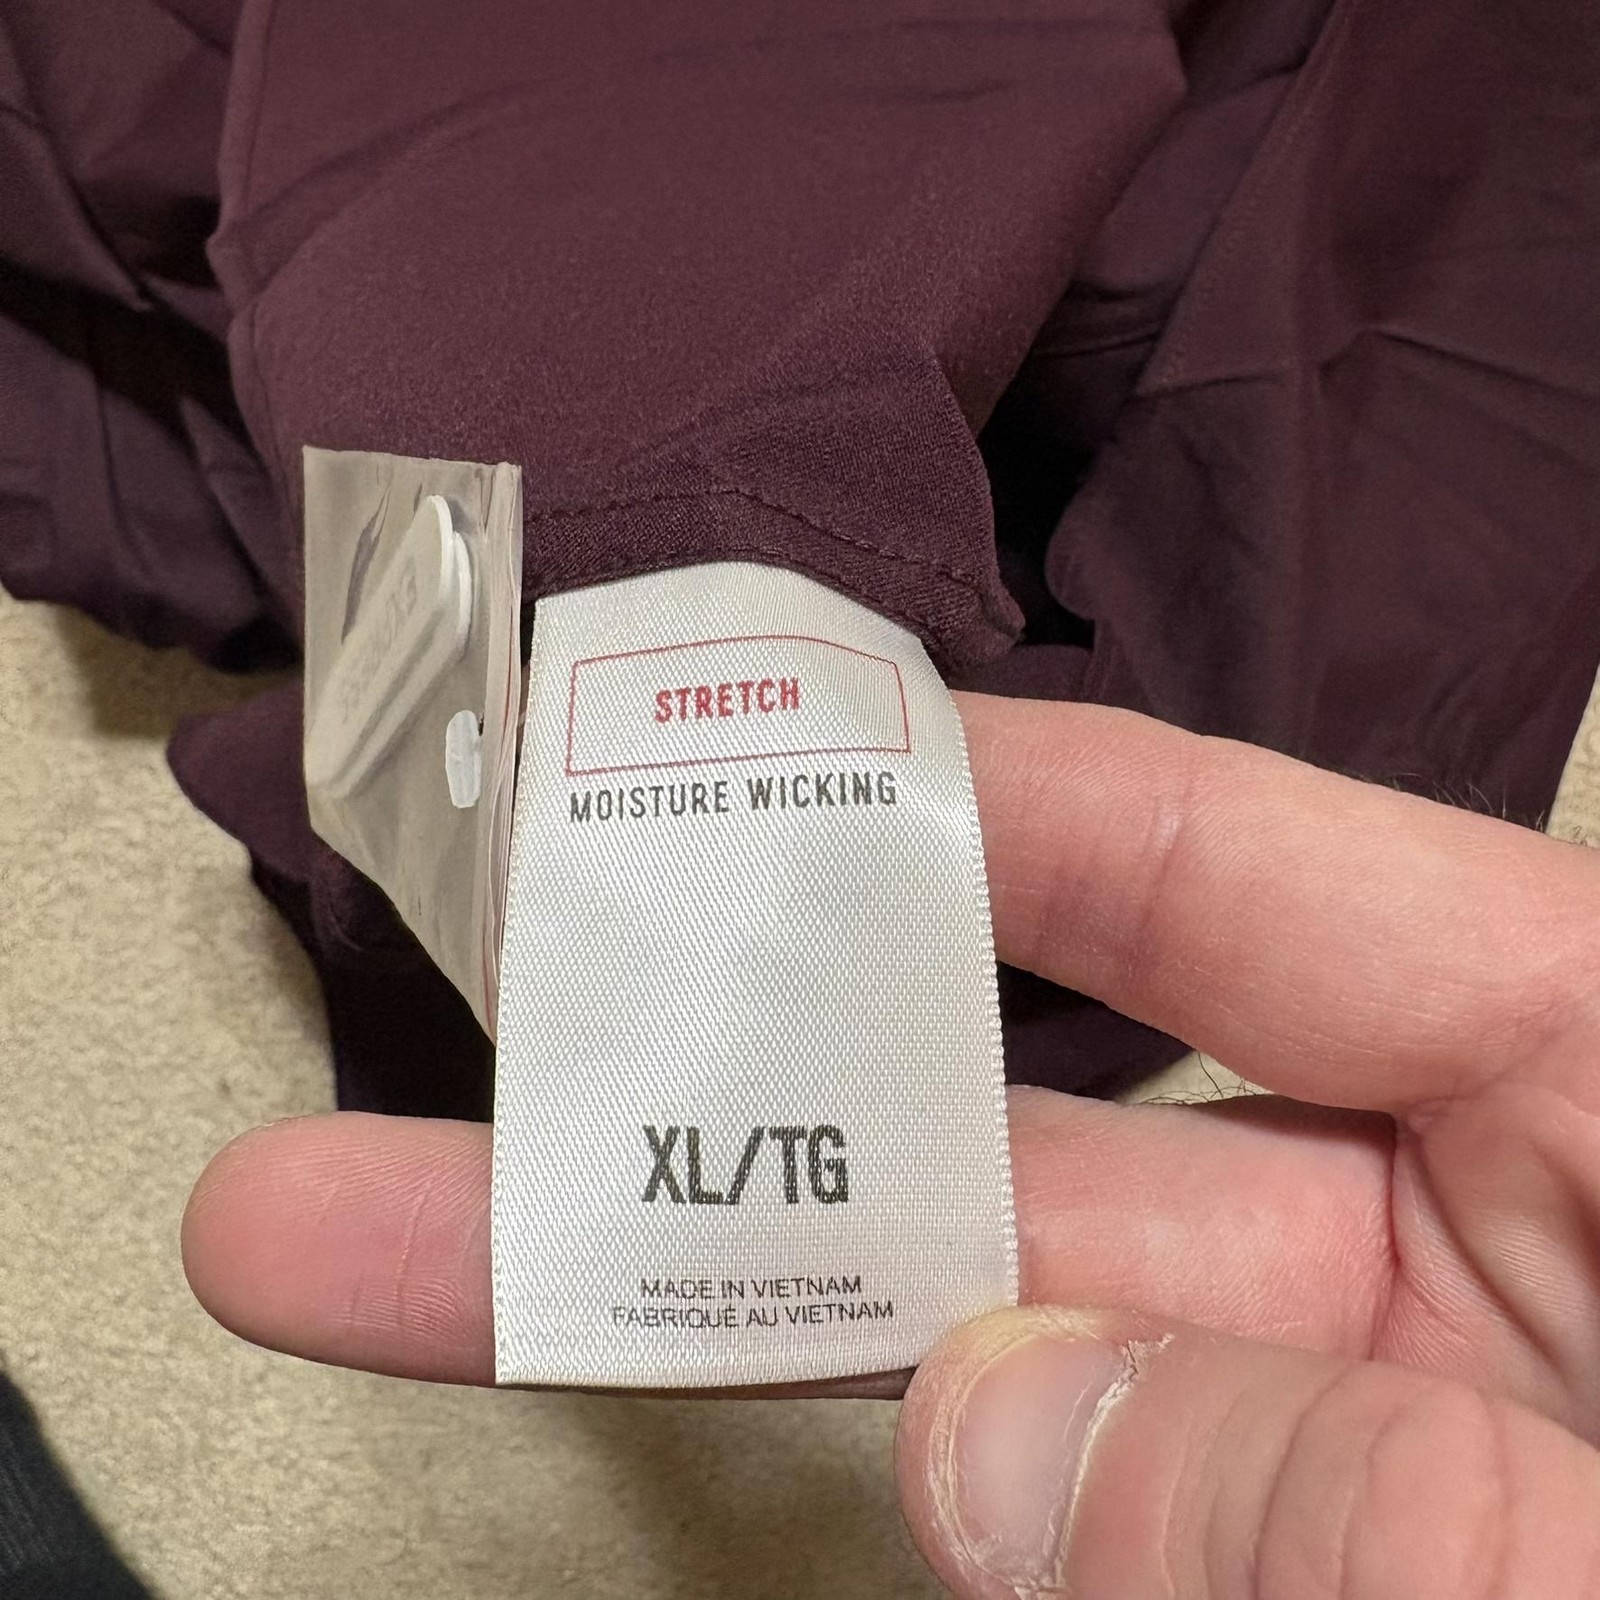 STRETCH
MOISTURE WICKING
XL/TG
MADE IN VIETNAM
FABRIQUÉ AU VIETNAM